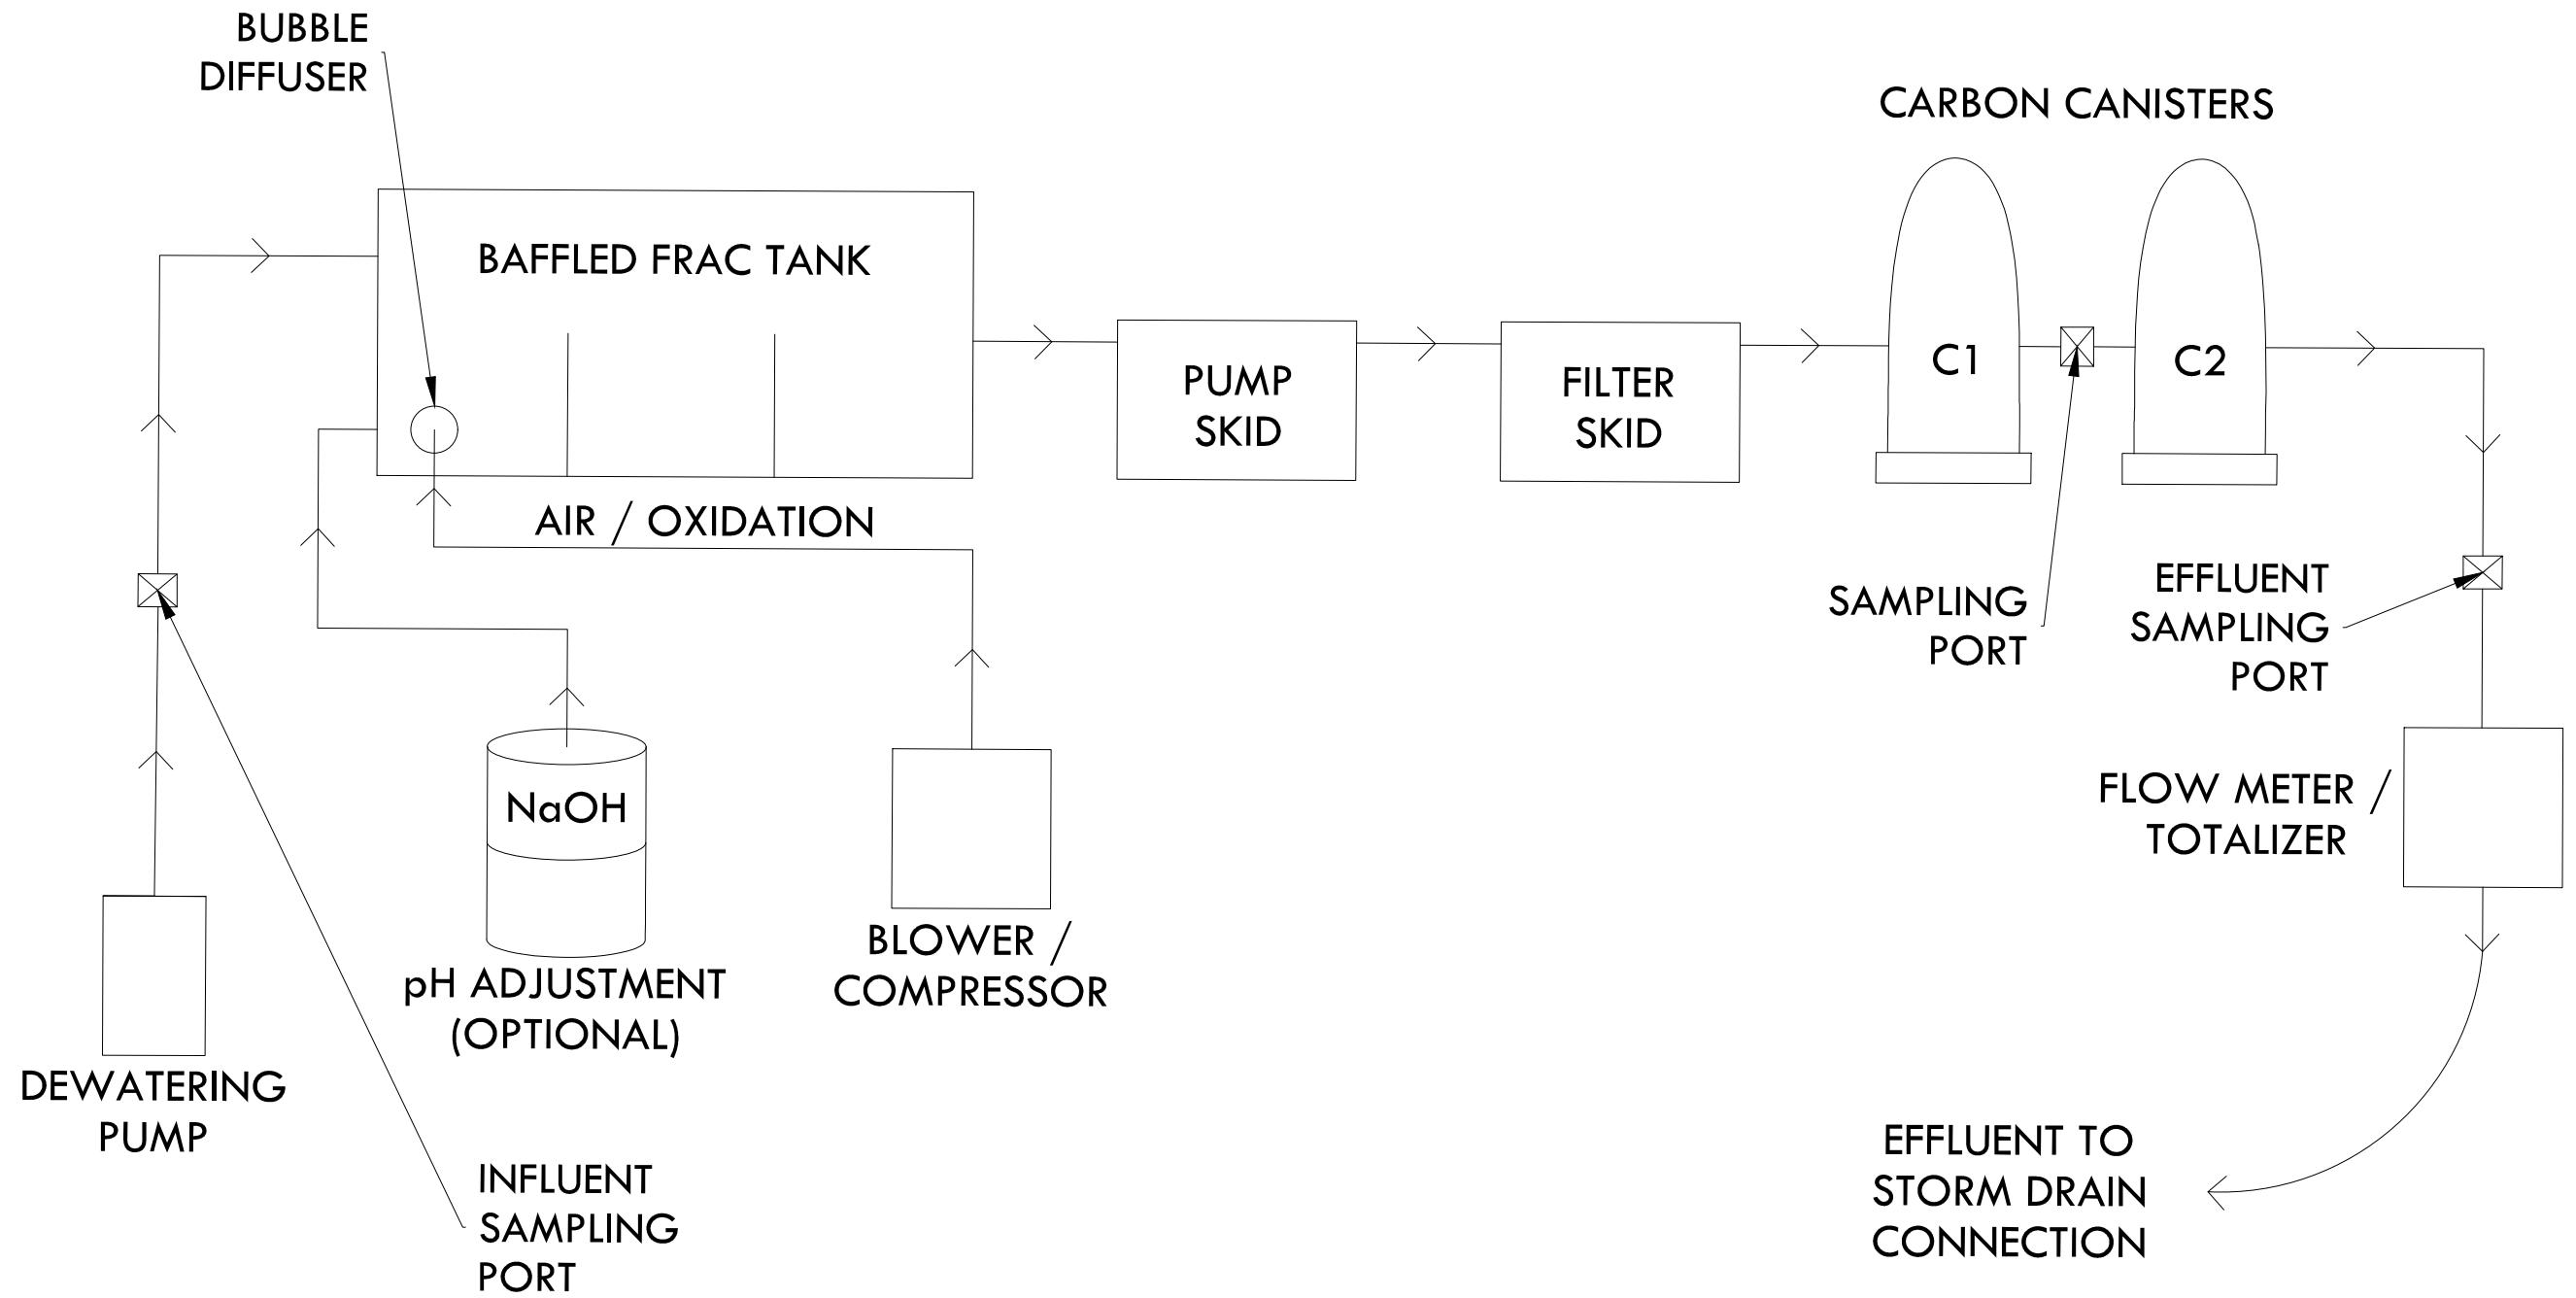 BUBBLE
DIFFUSER
CARBON CANISTERS
BAFFLED FRAC TANK
PUMP
SKID
FILTER
SKID
C1
C2
AIR / OXIDATION
SAMPLING
PORT
EFFLUENT
SAMPLING
PORT
NaOH
pH ADJUSTMENT
(OPTIONAL)
BLOWER /
COMPRESSOR
FLOW METER /
TOTALIZER
DEWATERING
PUMP
INFLUENT
SAMPLING
PORT
EFFLUENT TO
STORM DRAIN
CONNECTION